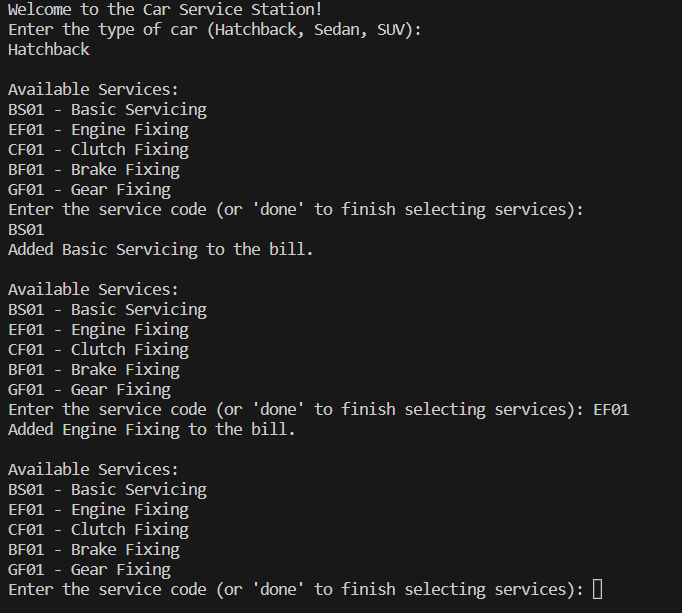 Welcome to the Car Service Station!
Enter the type of car (Hatchback, Sedan, SUV):
Hatchback
Available Services:
BS01 - Basic Servicing
EF01 - Engine Fixing
CF01 - Clutch Fixing
BF01 - Brake Fixing
GF01 - Gear Fixing
Enter the service code (or 'done' to finish selecting services):
BS01
Added Basic Servicing to the bill.
Available Services:
BS01 - Basic Servicing
EF01 - Engine Fixing
CF01 - Clutch Fixing
BF01 - Brake Fixing
GF01 - Gear Fixing
Enter the service code (or 'done' to finish selecting services): EF01
Added Engine Fixing to the bill.
Available Services:
BS01 - Basic Servicing
EF01 - Engine Fixing
CF01 - Clutch Fixing
BF01 - Brake Fixing
GF01 - Gear Fixing
Enter the service code (or 'done' to finish selecting services):